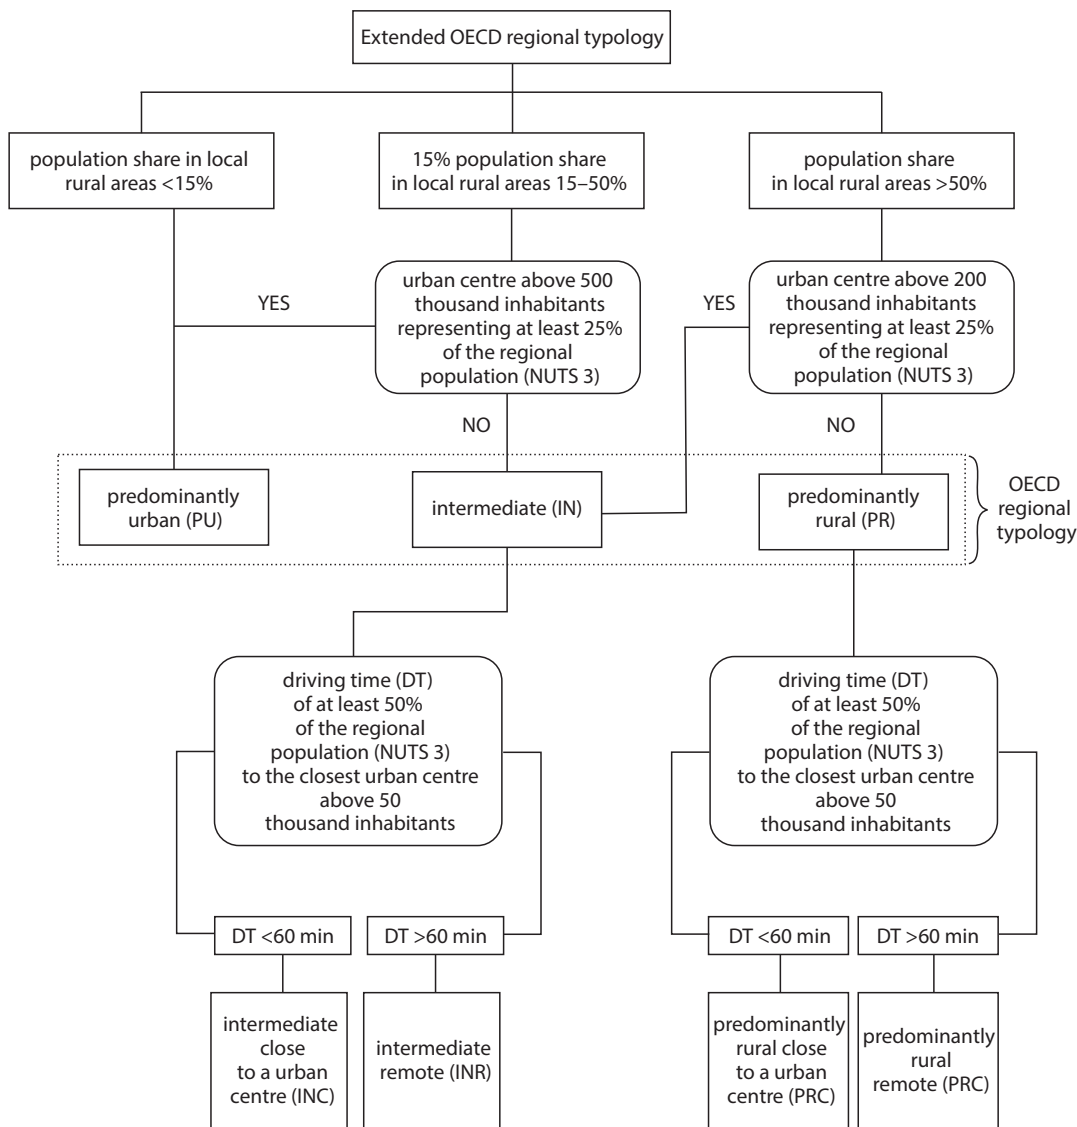 Extended OECD regional typology
population share in local
rural areas <15%
15% population share
in local rural areas 15–50%
population share
in local rural areas >50%
YES
urban centre above 500
thousand inhabitants
representing at least 25%
of the regional
population (NUTS 3)
YES
urban centre above 200
thousand inhabitants
representing at least 25%
of the regional
population (NUTS 3)
NO
NO
predominantly
urban (PU)
intermediate (IN)
predominantly
rural (PR)
OECD
regional
typology
driving time (DT)
of at least 50%
of the regional
population (NUTS 3)
to the closest urban centre
above 50
thousand inhabitants
driving time (DT)
of at least 50%
of the regional
population (NUTS 3)
to the closest urban centre
above 50
thousand inhabitants
DT <60 min
DT >60 min
DT <60 min
DT >60 min
intermediate
close
to a urban
centre (INC)
intermediate
remote (INR)
predominantly
rural close
to a urban
centre (PRC)
predominantly
rural
remote (PRC)